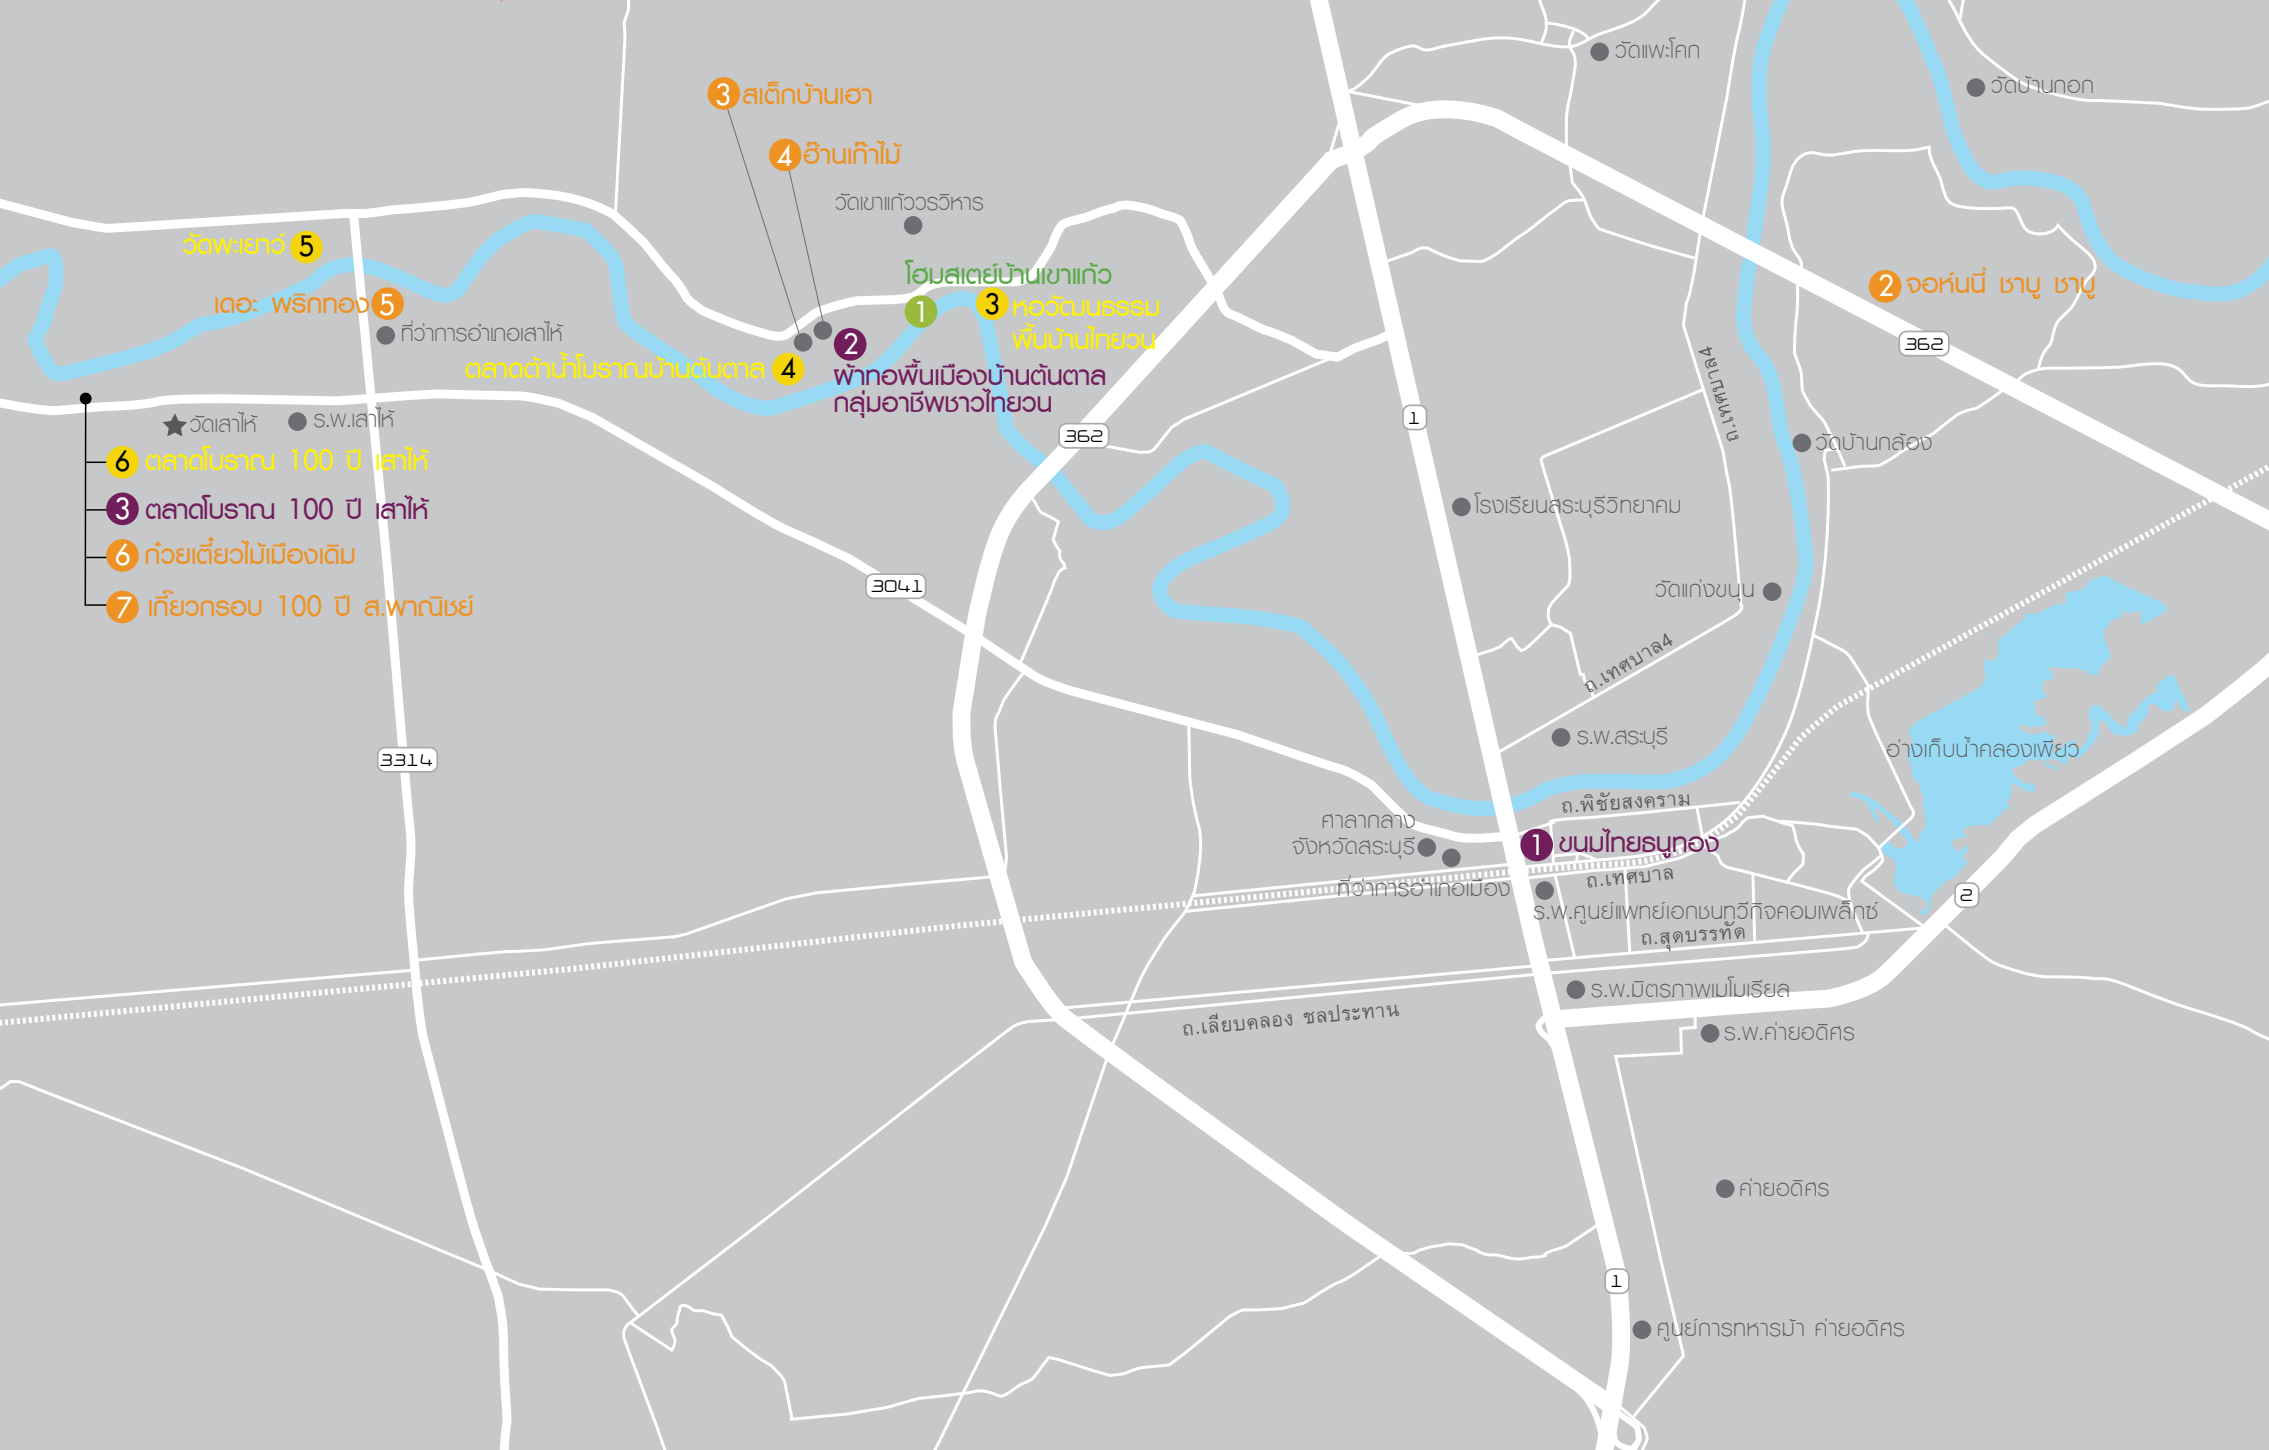 วัดแพะโคก
วัดบ้านกอก
3 สเต็กบ้านเฮา
4 ฮ๊านเก๊าไม้
วัดเขาแก้ววรวิหาร
วัดพะเยาว์ 5
โฮมสเตย์บ้านเขาแก้ว
1
3 หอวัฒนธรรม
พื้นบ้านไทยวน
2 จอห์นนี่ ชาบู ชาบู
เดอะ พริกทอง 5
ที่ว่าการอำเภอเสาไห้
362
2
ตลาดต้าน้ำโบราณบ้านต้นตาล 4
ผ้าทอพื้นเมืองบ้านต้นตาล
กลุ่มอาชีพชาวไทยวน
ถ.เทศบาล4
1
วัดเสาไห้
ร.พ.เสาไห้
362
วัดบ้านกล้อง
6 ตลาดโบราณ 100 ปี เสาไห้
3 ตลาดโบราณ 100 ปี เสาไห้
โรงเรียนสระบุรีวิทยาคม
6 ก๋วยเตี๋ยวไม้เมืองเดิม
3041
วัดแก่งขนุน
7 เกี๊ยวกรอบ 100 ปี ส.พาณิชย์
ถ.เทศบาล4
ร.พ.สระบุรี
อ่างเก็บน้ำคลองเพียว
3314
ถ.พิชัยสงคราม
ศาลากลาง
จังหวัดสระบุรี
1 ขนมไทยธนูทอง
ที่ว่าการอำเภอเมือง
ถ.เทศบาล
2
ร.พ.ศูนย์แพทย์เอกชนทวีกิจคอมเพล็กซ์
ถ.สุดบรรทัด
ร.พ.มิตรภาพเมโมเรียล
ถ.เลียบคลอง ชลประทาน
ร.พ.ค่ายอดิศร
ค่ายอดิศร
1
ศูนย์การทหารม้า ค่ายอดิศร